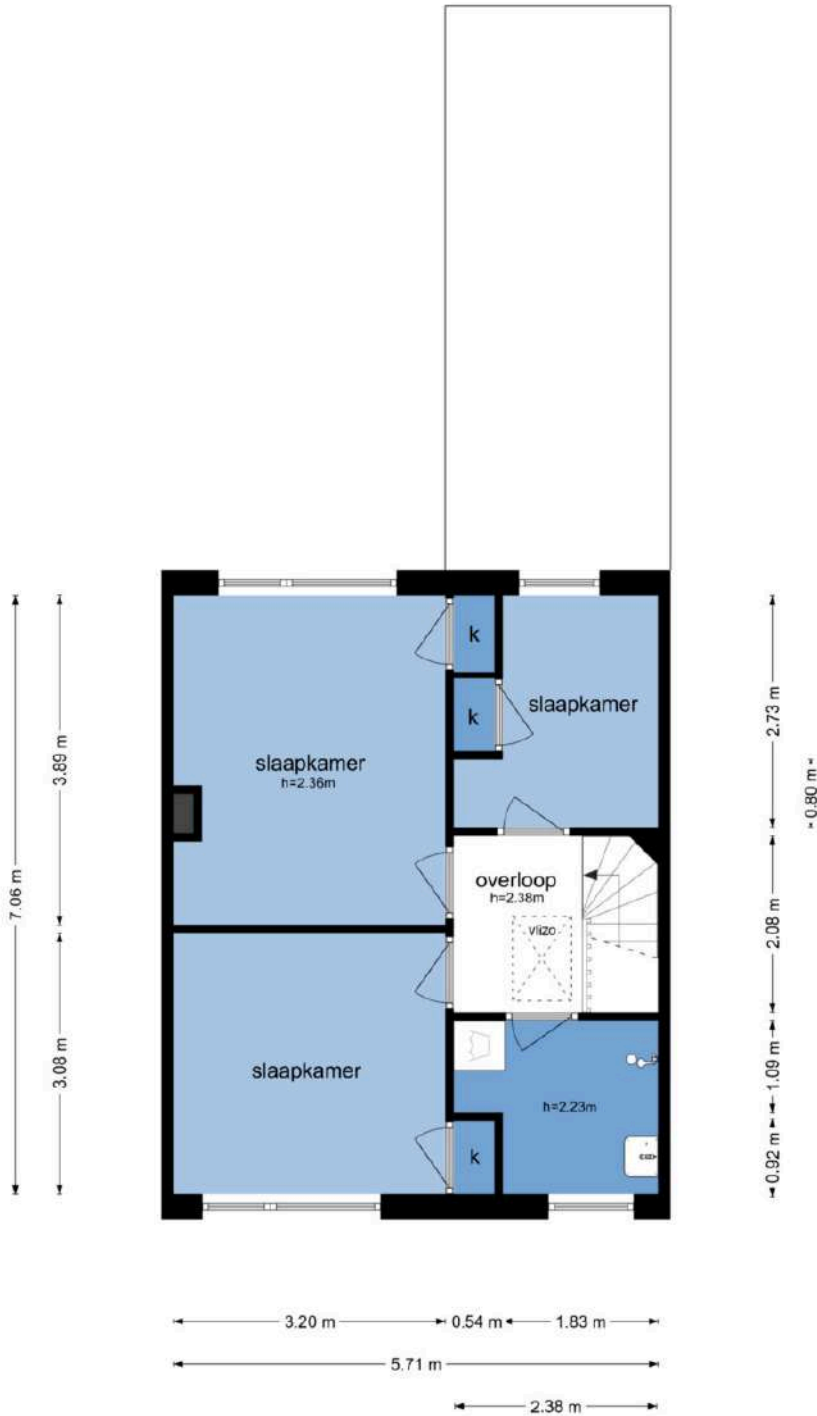 k
slaapkamer
k
slaapkamer
h=2.36m
overloop
h=2.38m
vlizo
slaapkamer
h=2.23m
k
7.06 m
3.89 m
3.08 m
2.73 m
0.80 m
2.08 m
1.09 m
0.92 m
3.20 m
0.54 m
1.83 m
5.71 m
2.38 m